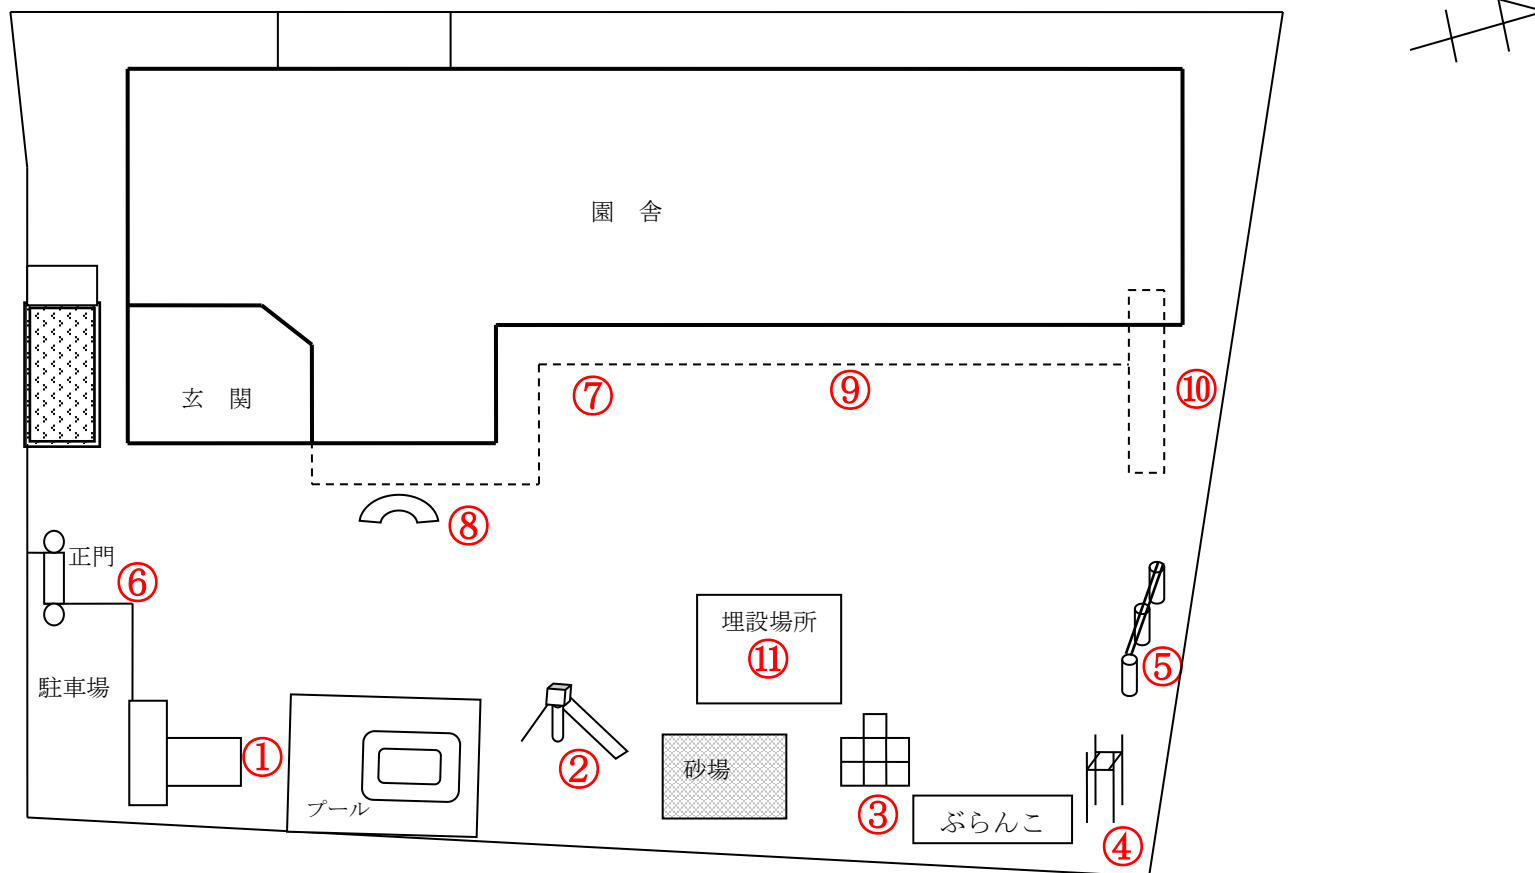 園　舎
玄　関
⑦
⑨
⑩
⑧
正門
⑥
埋設場所
⑪
⑤
駐車場
①
②
砂場
プール
③
ぶらんこ
④